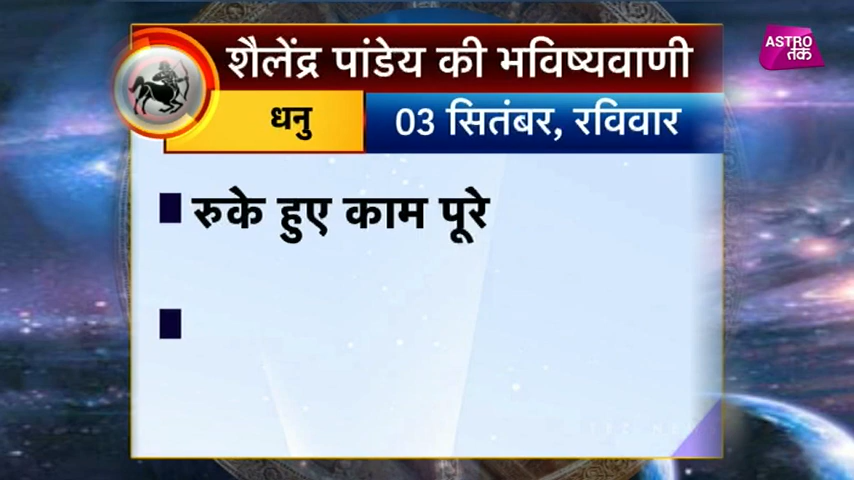 शैलेंद्र पांडेय की भविष्यवाणी
ASTRO
तक
धनु
03 सितंबर, रविवार
रुके हुए काम पूरे